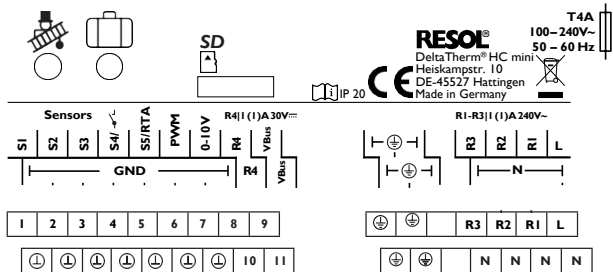 T4A
100–240V~
50 – 60 Hz
SD
RESOL®
DeltaTherm® HC mini
Heiskampstr. 10
DE-45527 Hattingen
Made in Germany
IP 20
CE
Sensors
R4|1(1)A30V⎓
R1-R3|1(1)A240V~
S1 S2 S3 S4/ S5/RTA PWM 0-10V R4 VBus
GND R4 VBus
R3 R2 R1 L
N
1 2 3 4 5 6 7 8 9
10 11
R3 R2 R1 L
N N N N